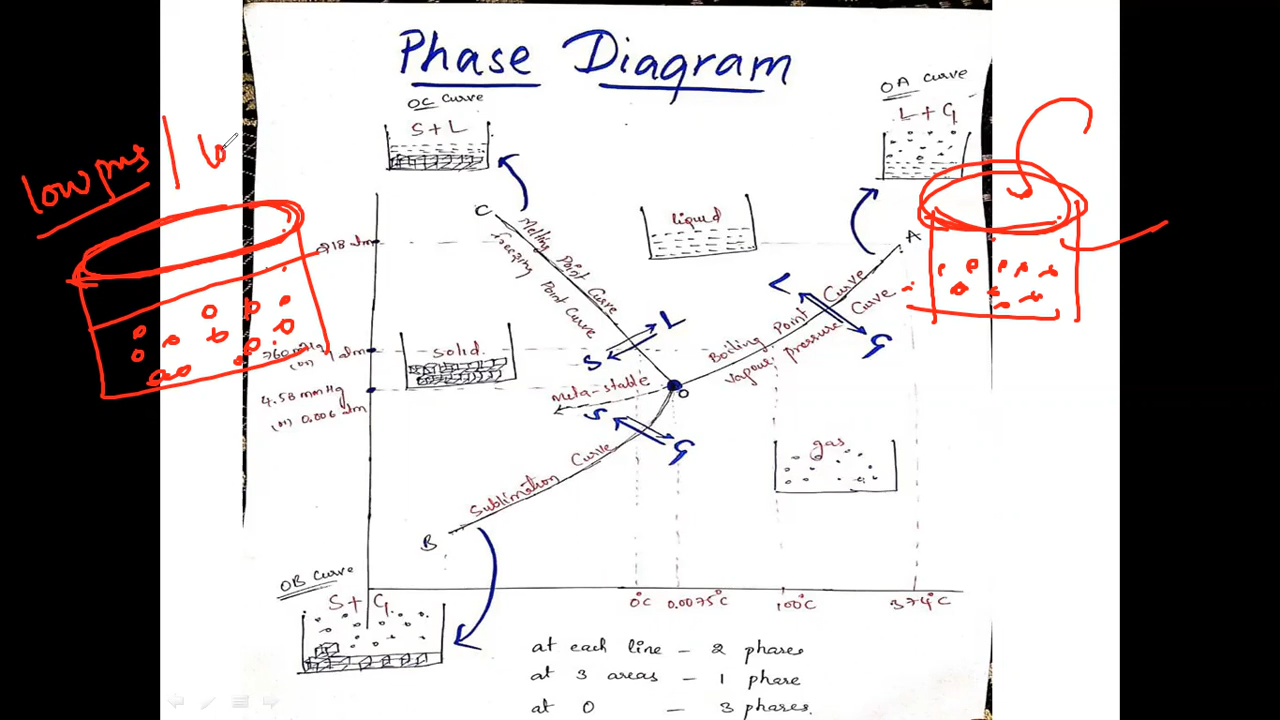 Phase Diagram
OC Curve
S + L
OA Curve
L + G
low prs
218 atm
C
Melting Point Curve
freezing Point Curve
liquid
A
L
G
Boiling Point Curve
Vapour pressure Curve
760 mmHg
(or) 1 atm
solid
S
L
4.58 mmHg
(or) 0.006 atm
meta-stable
O
S
G
gas
Sublimation Curve
B
OB Curve
S + G
0°C
0.0075°C
100°C
374°C
at each line - 2 phases
at 3 areas - 1 phase
at O - 3 phases.